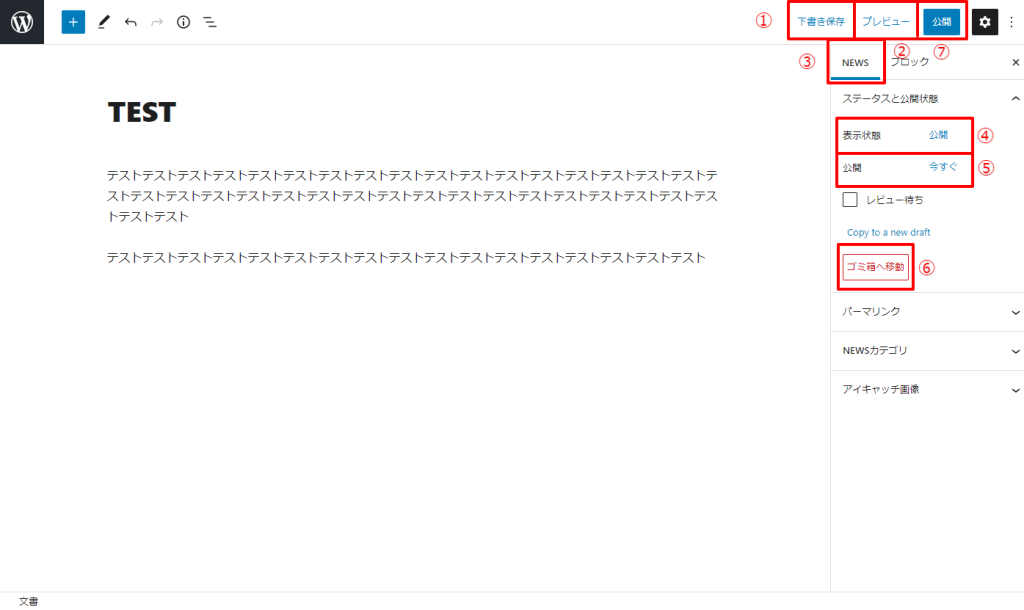 ① 下書き保存 プレビュー 公開
③ NEWS ② ブロック ⑦
ステータスと公開状態
TEST
表示状態 公開 ④
公開 今すぐ ⑤
テストテストテストテストテストテストテストテストテストテストテストテストテストテストテストテストテストテ
ストテストテストテストテストテストテストテストテストテストテストテストテストテストテストテストテストテス
トテストテスト
レビュー待ち
Copy to a new draft
テストテストテストテストテストテストテストテストテストテストテストテストテストテストテストテストテスト
ゴミ箱へ移動 ⑥
パーマリンク
NEWSカテゴリ
アイキャッチ画像
文書